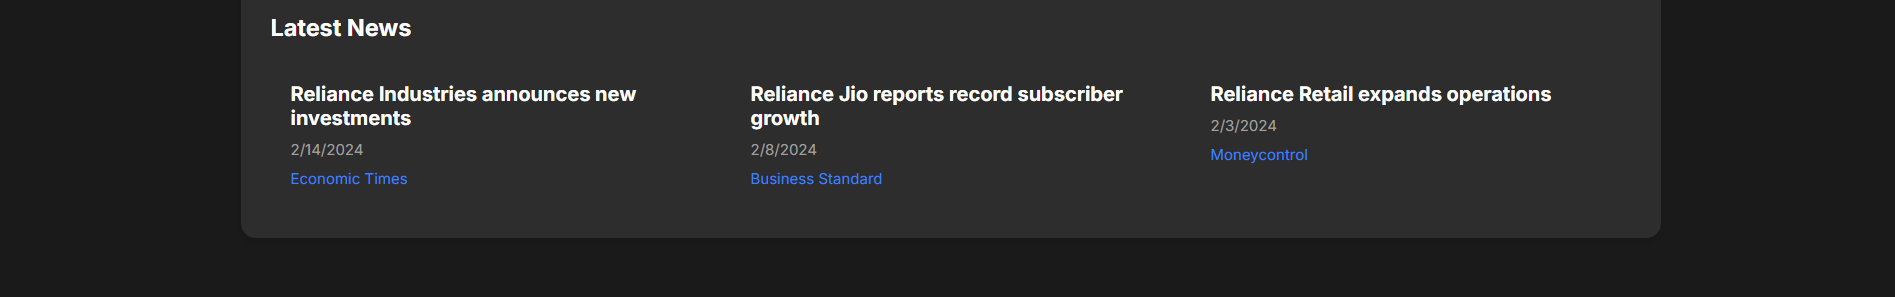 Latest News
Reliance Industries announces new
investments
2/14/2024
Economic Times
Reliance Jio reports record subscriber
growth
2/8/2024
Business Standard
Reliance Retail expands operations
2/3/2024
Moneycontrol